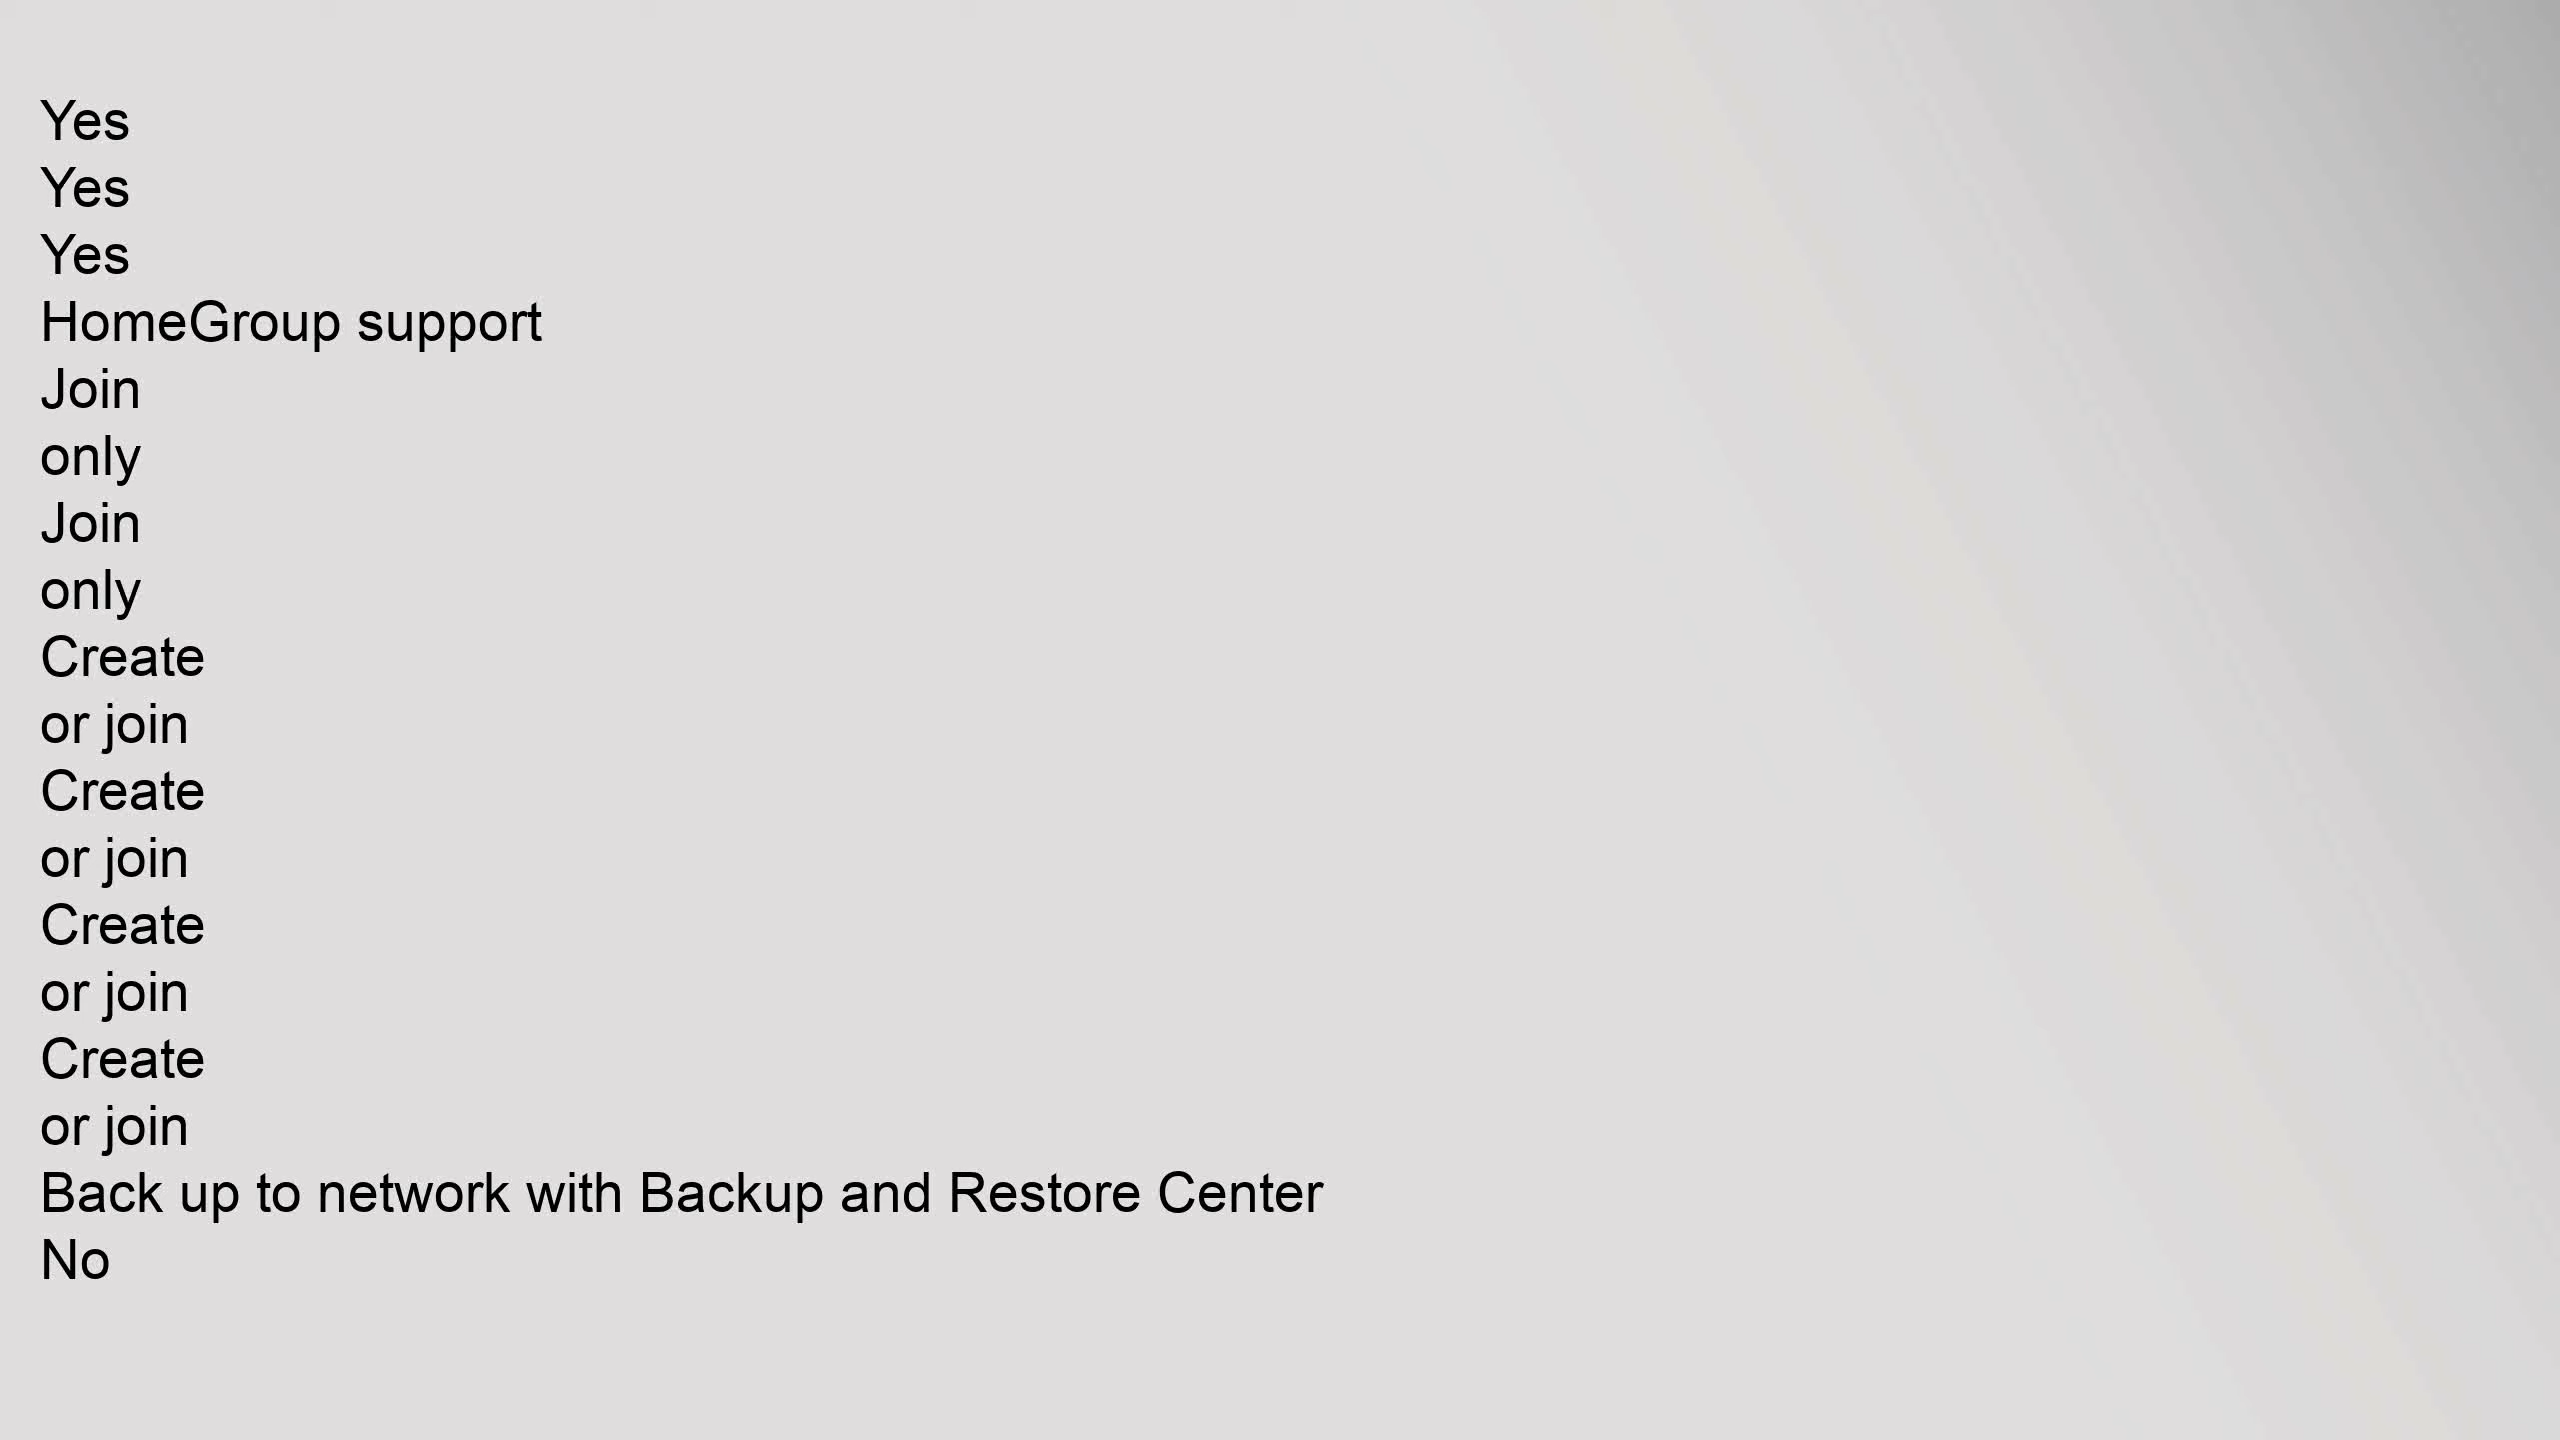 Yes
Yes
Yes
HomeGroup support
Join
only
Join
only
Create
or join
Create
or join
Create
or join
Create
or join
Back up to network with Backup and Restore Center
No